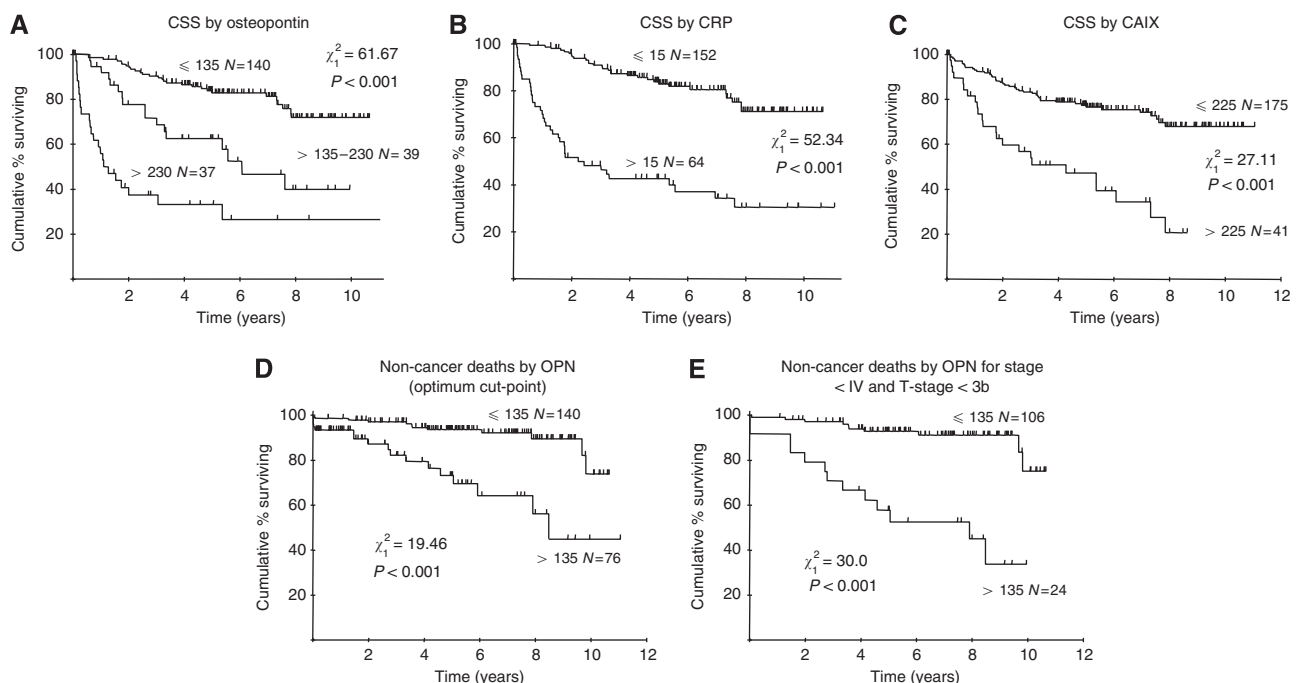 A
CSS by osteopontin
Cumulative % surviving
100
80
60
40
20
⩽ 135 N=140
χ₁² = 61.67
P < 0.001
> 135–230 N= 39
> 230 N= 37
2 4 6 8 10
Time (years)
B
CSS by CRP
Cumulative % surviving
100
80
60
40
20
⩽ 15 N=152
χ₁² = 52.34
P < 0.001
> 15 N= 64
2 4 6 8 10
Time (years)
C
CSS by CAIX
Cumulative % surviving
100
80
60
40
20
⩽ 225 N=175
χ₁² = 27.11
P < 0.001
> 225 N=41
2 4 6 8 10 12
Time (years)
D
Non-cancer deaths by OPN
(optimum cut-point)
Cumulative % surviving
100
80
60
40
20
⩽ 135 N=140
χ₁² = 19.46
P < 0.001
> 135 N=76
2 4 6 8 10 12
Time (years)
E
Non-cancer deaths by OPN for stage
< IV and T-stage < 3b
Cumulative % surviving
100
80
60
40
20
⩽ 135 N=106
χ₁² = 30.0
P < 0.001
> 135 N=24
2 4 6 8 10 12
Time (years)